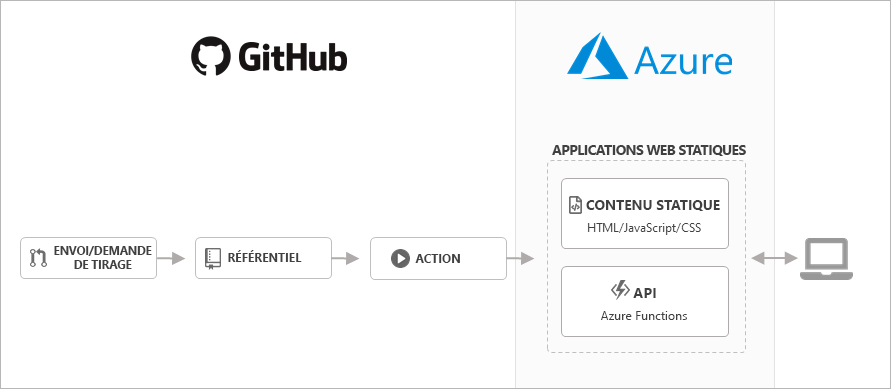 GitHub
Azure
APPLICATIONS WEB STATIQUES
CONTENU STATIQUE
HTML/JavaScript/CSS
ENVOI/DEMANDE
DE TIRAGE
RÉFÉRENTIEL
ACTION
API
Azure Functions